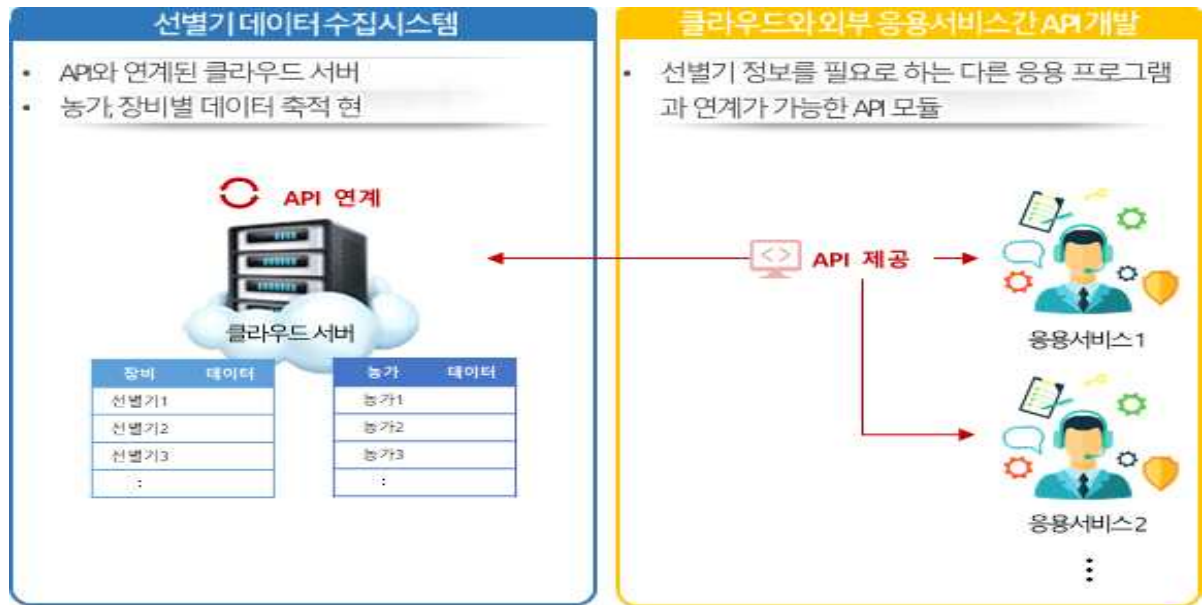 선별기 데이터 수집시스템
• API와 연계된 클라우드 서버
• 농가, 장비별 데이터 축적 현
API 연계
클라우드 서버
장비 데이터
선별기1
선별기2
선별기3
:
농가 데이터
농가1
농가2
농가3
:
클라우드와 외부 응용서비스간 API 개발
• 선별기 정보를 필요로 하는 다른 응용 프로그램
과 연계가 가능한 API 모듈
<> API 제공
응용서비스 1
응용서비스 2
⋮